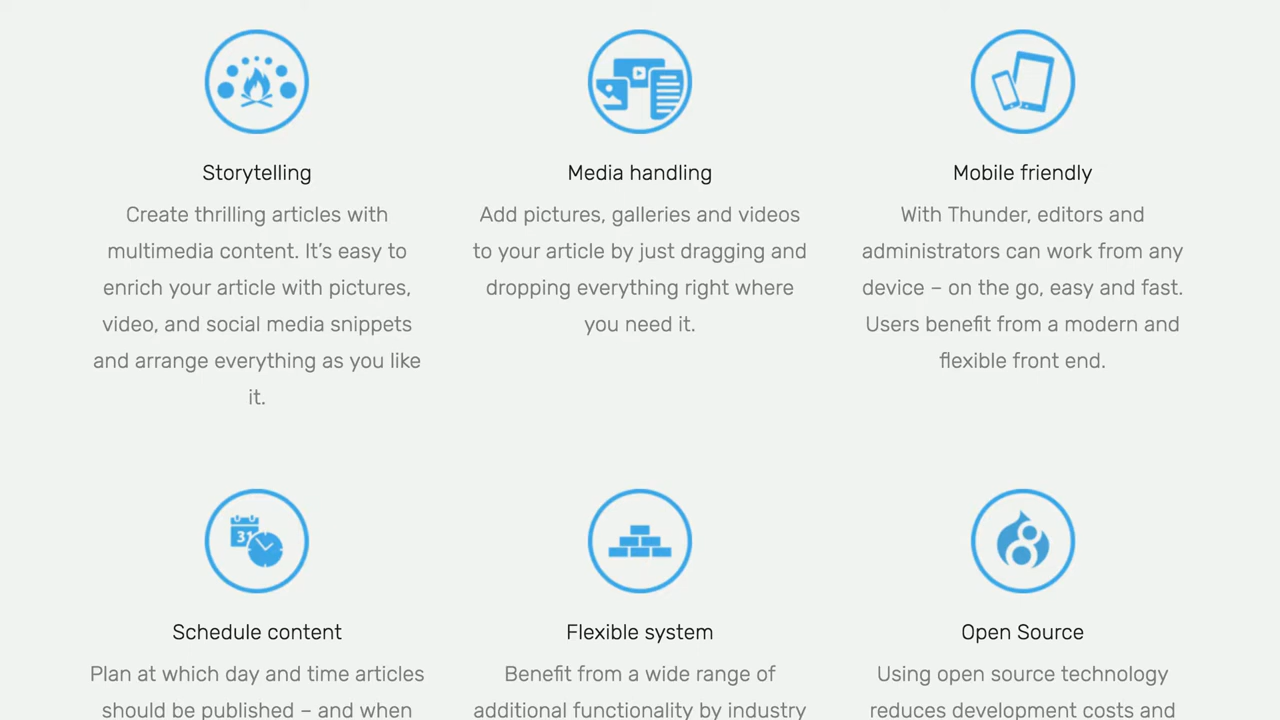 Storytelling
Create thrilling articles with
multimedia content. It's easy to
enrich your article with pictures,
video, and social media snippets
and arrange everything as you like
it.
Media handling
Add pictures, galleries and videos
to your article by just dragging and
dropping everything right where
you need it.
Mobile friendly
With Thunder, editors and
administrators can work from any
device – on the go, easy and fast.
Users benefit from a modern and
flexible front end.
31
Schedule content
Plan at which day and time articles
should be published – and when
Flexible system
Benefit from a wide range of
additional functionality by industry
Open Source
Using open source technology
reduces development costs and